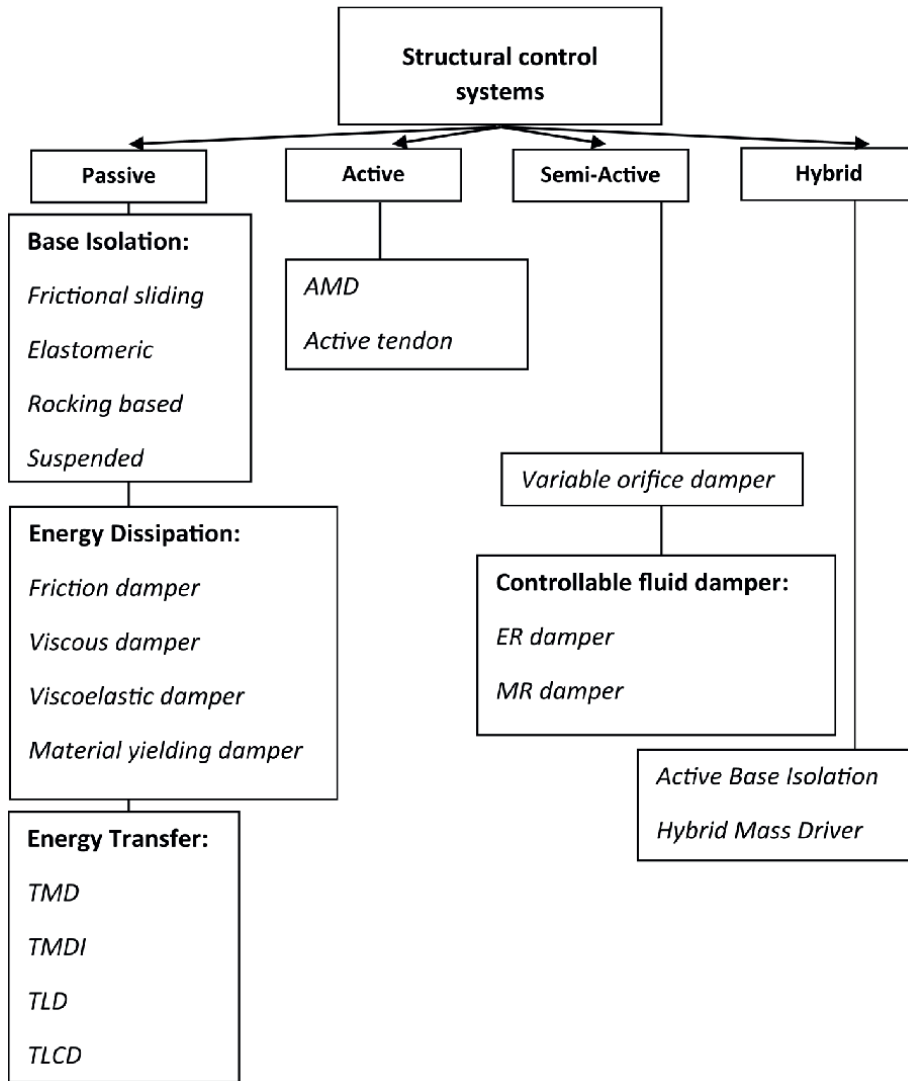 Structural control
systems
Passive
Active
Semi-Active
Hybrid
Base Isolation:
Frictional sliding
Elastomeric
Rocking based
Suspended
AMD
Active tendon
Variable orifice damper
Energy Dissipation:
Friction damper
Viscous damper
Viscoelastic damper
Material yielding damper
Controllable fluid damper:
ER damper
MR damper
Active Base Isolation
Hybrid Mass Driver
Energy Transfer:
TMD
TMDI
TLD
TLCD